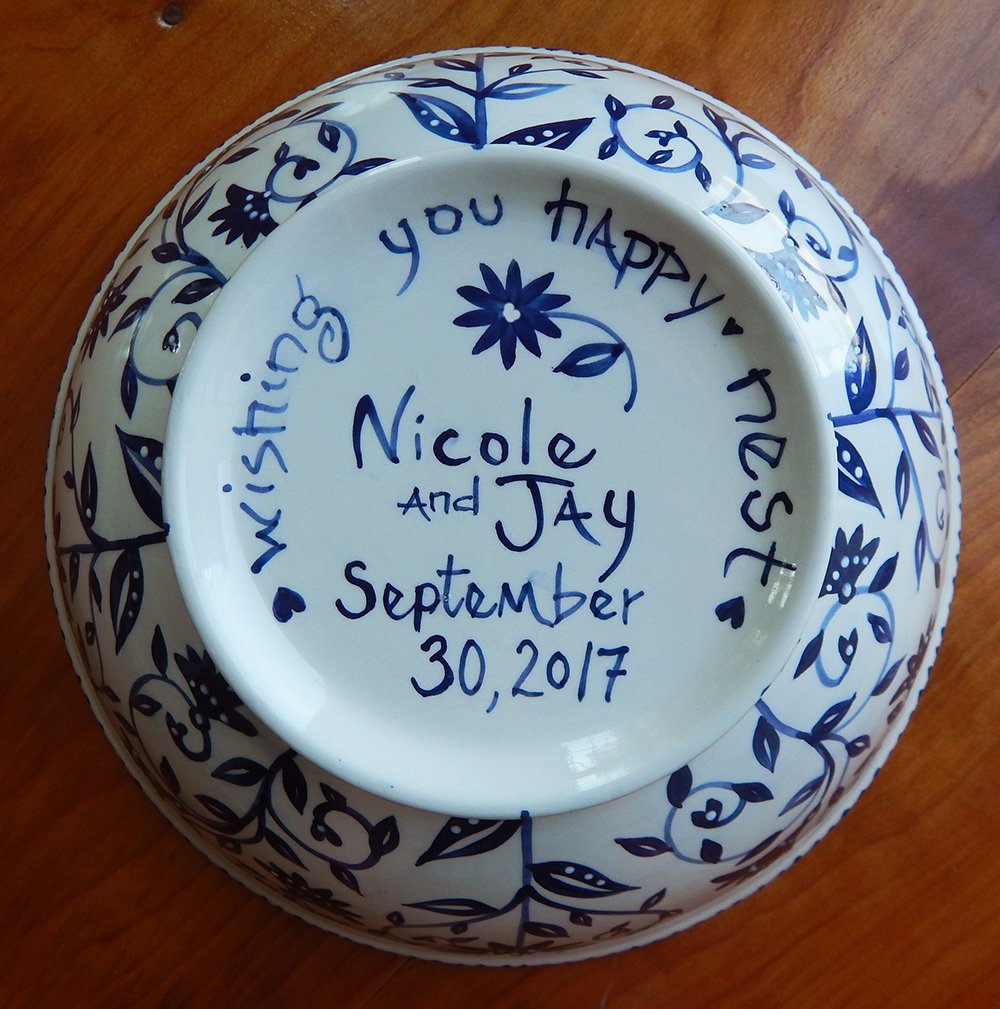 wishing you happy nest
Nicole
and Jay
September
30, 2017